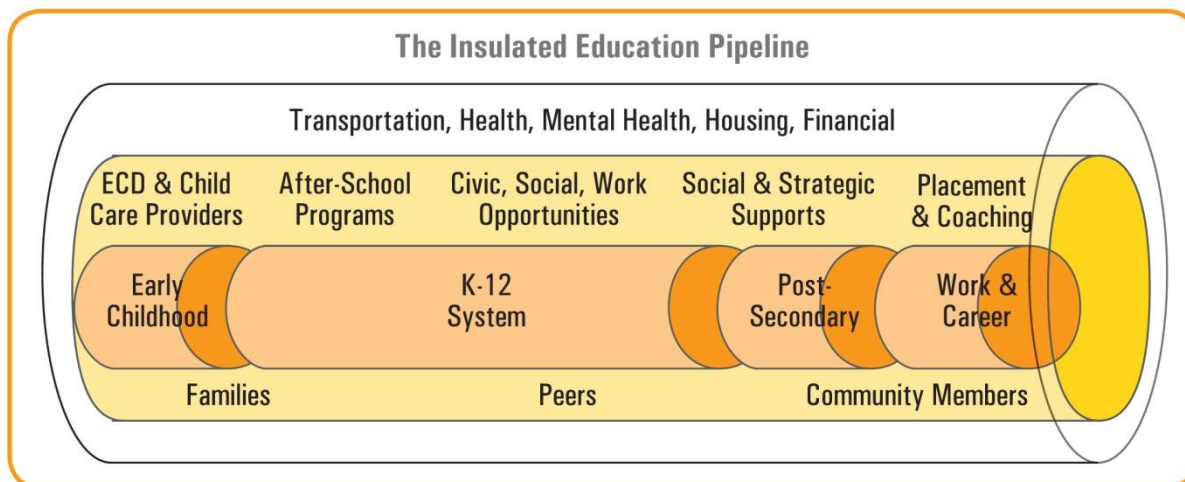 The Insulated Education Pipeline
Transportation, Health, Mental Health, Housing, Financial
ECD & Child
Care Providers
After-School
Programs
Civic, Social, Work
Opportunities
Social & Strategic
Supports
Placement
& Coaching
Early
Childhood
K-12
System
Post-
Secondary
Work &
Career
Families
Peers
Community Members